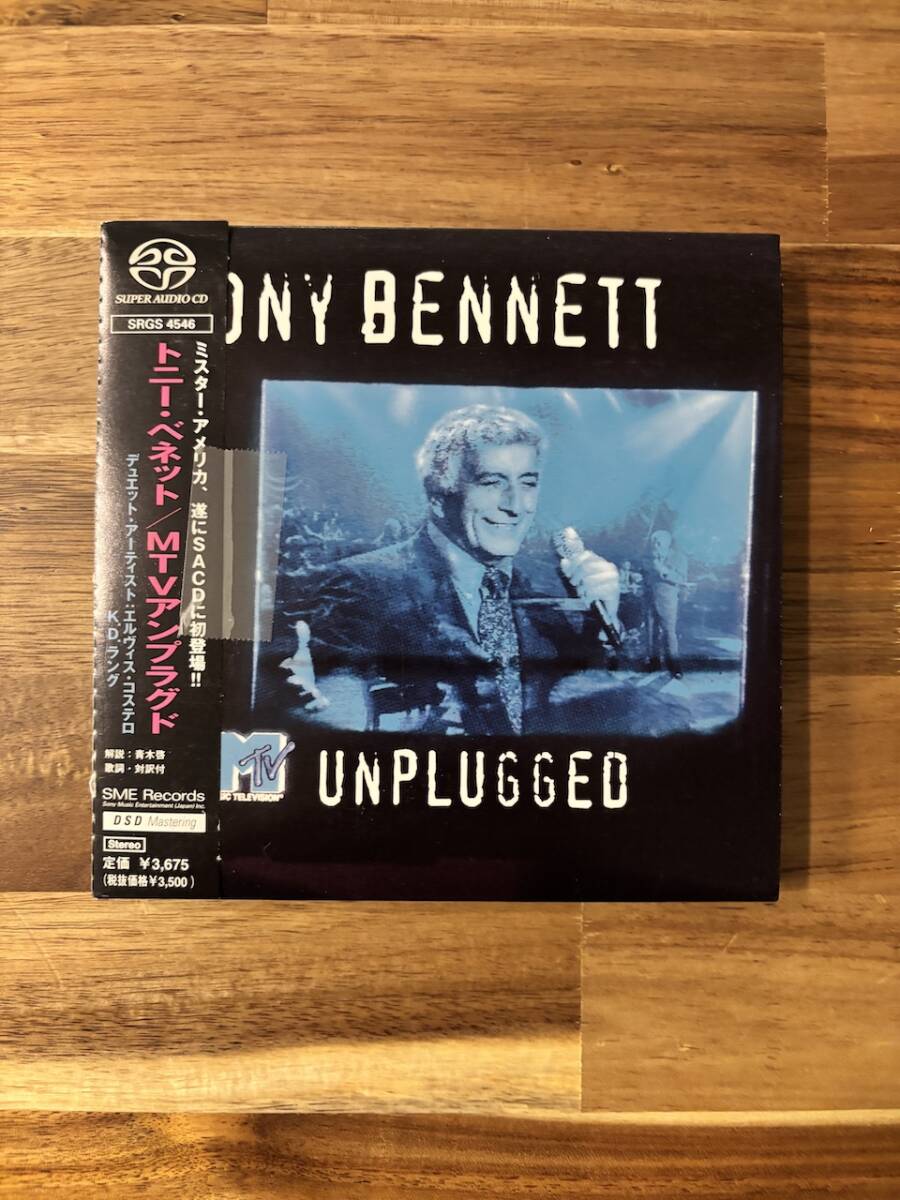 SUPER AUDIO CD
SRGS 4546
ミスター・アメリカ、遂にSACDに初登場!!
トニー・ベネット／MTVアンプラグド
デュエット・アーティスト:エルヴィス・コステロ
K.D.ラング
解説:青木啓
歌詞・対訳付
SME Records
Sony Music Entertainment (Japan) Inc.
DSD Mastering
Stereo
定価 ¥3,675
(税抜価格¥3,500)
ONY BENNETT
MTV
IC TELEVISION
UNPLUGGED